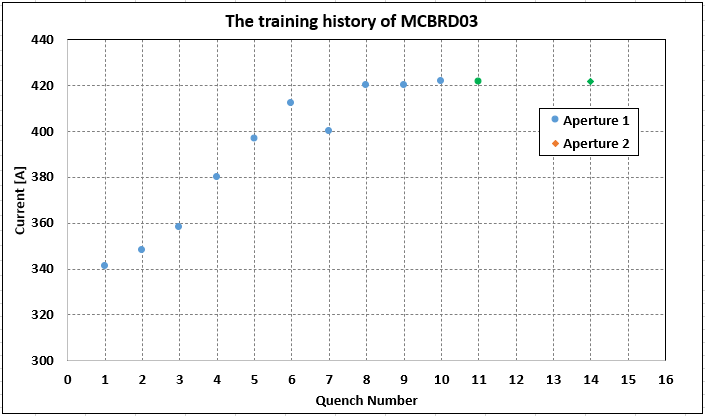 The training history of MCBRD03
440
420
400
380
360
340
320
300
Current [A]
Aperture 1
Aperture 2
0 1 2 3 4 5 6 7 8 9 10 11 12 13 14 15 16
Quench Number